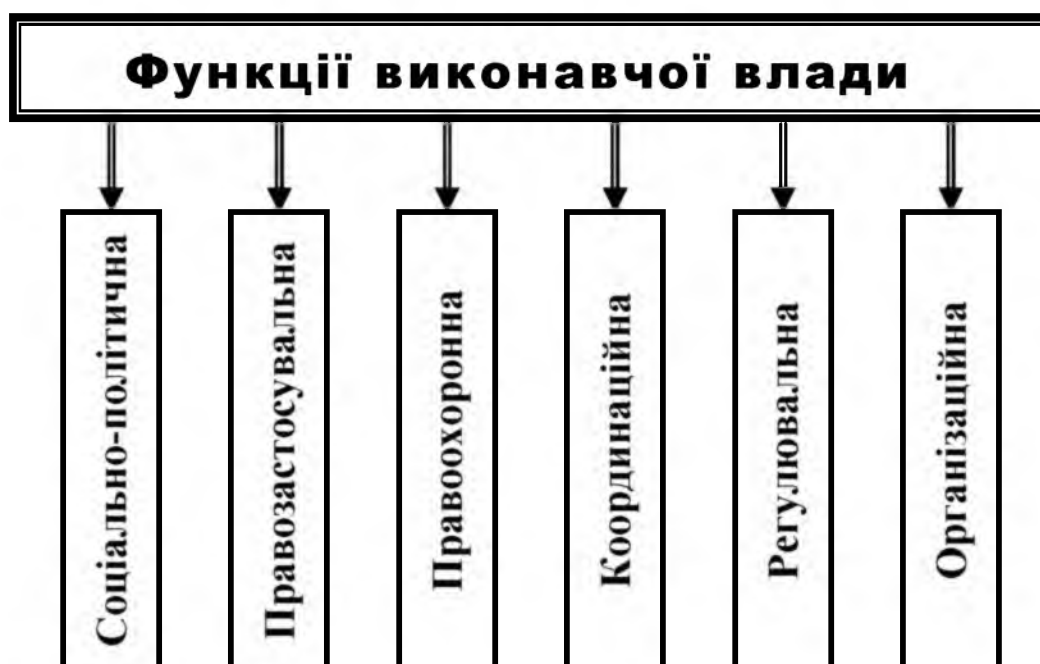 Функції виконавчої влади
Соціально-політична
Правозастосувальна
Правоохоронна
Координаційна
Регулювальна
Організаційна